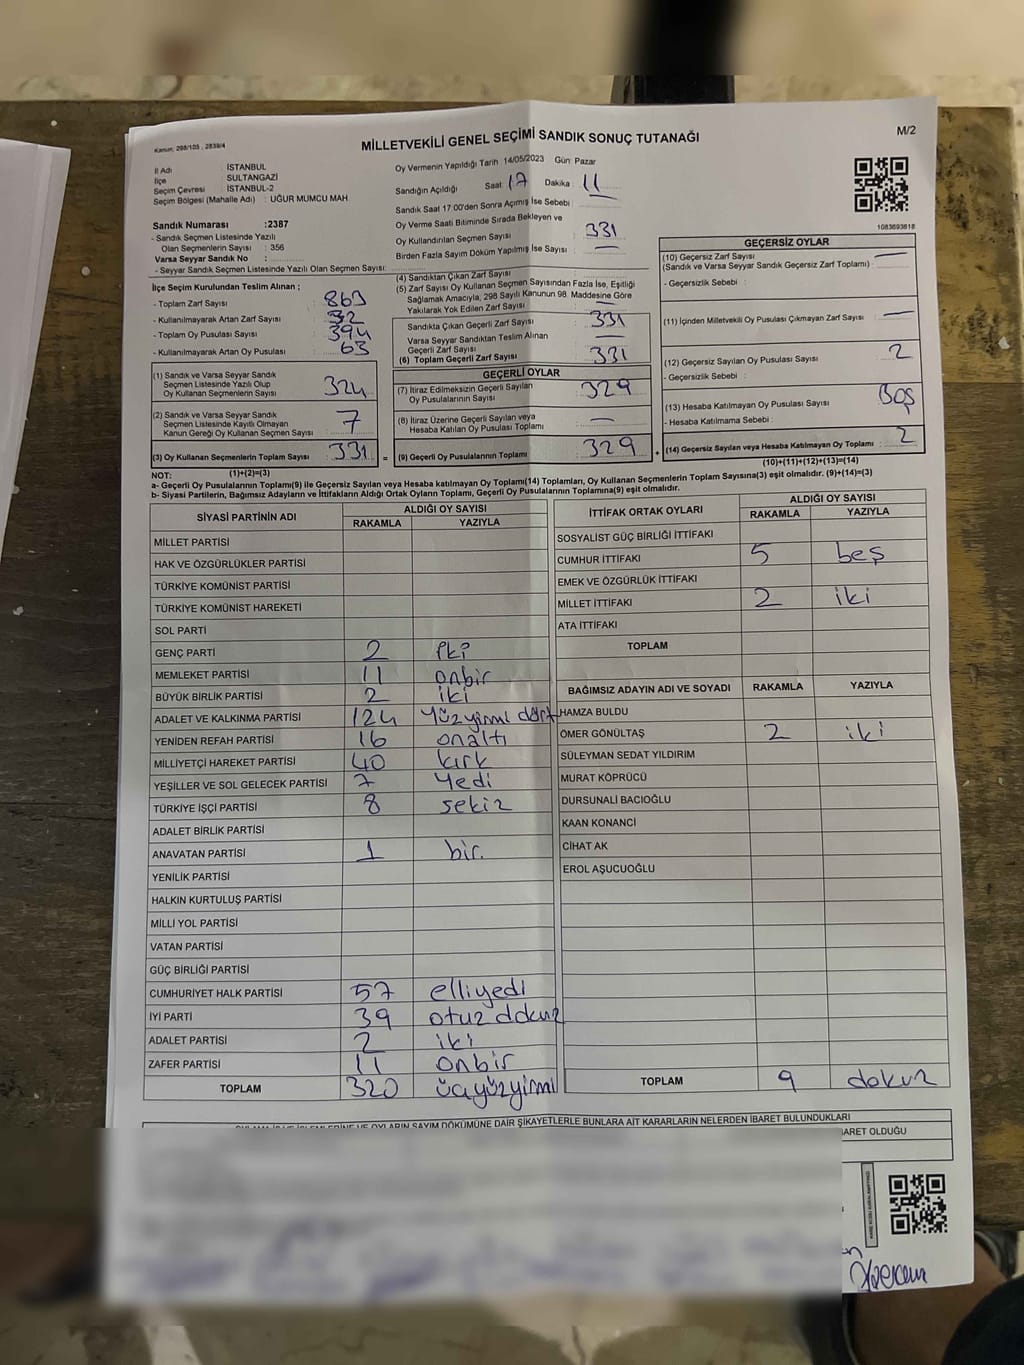 Kanun: 298/105 , 2839/4
MİLLETVEKİLİ GENEL SEÇİMİ SANDIK SONUÇ TUTANAĞI
M/2
İl Adı : İSTANBUL
İlçe : SULTANGAZİ
Seçim Çevresi : İSTANBUL-2
Seçim Bölgesi (Mahalle Adı) : UĞUR MUMCU MAH.
Sandık Numarası :2387
- Sandık Seçmen Listesinde Yazılı
Olan Seçmenlerin Sayısı : 356
Varsa Seyyar Sandık No :
- Seyyar Sandık Seçmen Listesinde Yazılı Olan Seçmen Sayısı:
Oy Vermenin Yapıldığı Tarih 14/05/2023 Gün: Pazar
Sandığın Açıldığı Saat 17 Dakika : 11
Sandık Saat 17:00'den Sonra Açımış İse Sebebi :
Oy Verme Saati Bitiminde Sırada Bekleyen ve
Oy Kullandırılan Seçmen Sayısı : 331
Birden Fazla Sayım Döküm Yapılmış İse Sayısı : —
1083693618
İlçe Seçim Kurulundan Teslim Alınan ;
- Toplam Zarf Sayısı : 863
- Kullanılmayarak Artan Zarf Sayısı : 32
- Toplam Oy Pusulası Sayısı : 394
- Kullanılmayarak Artan Oy Pusulası : 63
(1) Sandık ve Varsa Seyyar Sandık
Seçmen Listesinde Yazılı Olup
Oy Kullanan Seçmenlerin Sayısı : 324
(2) Sandık ve Varsa Seyyar Sandık
Seçmen Listesinde Kayıtlı Olmayan
Kanun Gereği Oy Kullanan Seçmen Sayısı : 7
(3) Oy Kullanan Seçmenlerin Toplam Sayısı : 331
(1)+(2)=(3)
(4) Sandıktan Çıkan Zarf Sayısı :
(5) Zarf Sayısı Oy Kullanan Seçmen Sayısından Fazla İse, Eşitliği
Sağlamak Amacıyla, 298 Sayılı Kanunun 98. Maddesine Göre
Yakılarak Yok Edilen Zarf Sayısı : —
Sandıkta Çıkan Geçerli Zarf Sayısı : 331
Varsa Seyyar Sandıktan Teslim Alınan
Geçerli Zarf Sayısı : —
(6) Toplam Geçerli Zarf Sayısı : 331
GEÇERLİ OYLAR
(7) İtiraz Edilmeksizin Geçerli Sayılan
Oy Pusulalarının Sayısı : 329
(8) İtiraz Üzerine Geçerli Sayılan veya
Hesaba Katılan Oy Pusulası Toplamı : —
= (9) Geçerli Oy Pusulalarının Toplamı : 329 +
GEÇERSİZ OYLAR
(10) Geçersiz Zarf Sayısı : —
(Sandık ve Varsa Seyyar Sandık Geçersiz Zarf Toplamı)
- Geçersizlik Sebebi :
(11) İçinden Milletvekili Oy Pusulası Çıkmayan Zarf Sayısı : —
(12) Geçersiz Sayılan Oy Pusulası Sayısı : 2
- Geçersizlik Sebebi :
(13) Hesaba Katılmayan Oy Pusulası Sayısı : Boş
- Hesaba Katılmama Sebebi :
(14) Geçersiz Sayılan veya Hesaba Katılmayan Oy Toplamı : 2
(10)+(11)+(12)+(13)=(14)
NOT:
a- Geçerli Oy Pusulalarının Toplamı(9) ile Geçersiz Sayılan veya Hesaba katılmayan Oy Toplamı(14) Toplamları, Oy Kullanan Seçmenlerin Toplam Sayısına(3) eşit olmalıdır. (9)+(14)=(3)
b- Siyasi Partilerin, Bağımsız Adayların ve İttifakların Aldığı Ortak Oyların Toplamı, Geçerli Oy Pusulalarının Toplamına(9) eşit olmalıdır.
SİYASİ PARTİNİN ADI ALDIĞI OY SAYISI
RAKAMLA YAZIYLA
MİLLET PARTİSİ
HAK VE ÖZGÜRLÜKLER PARTİSİ
TÜRKİYE KOMÜNİST PARTİSİ
TÜRKİYE KOMÜNİST HAREKETİ
SOL PARTİ
GENÇ PARTİ 2 iki
MEMLEKET PARTİSİ 11 onbir
BÜYÜK BİRLİK PARTİSİ 2 iki
ADALET VE KALKINMA PARTİSİ 124 yüzyirmi dört
YENİDEN REFAH PARTİSİ 16 onaltı
MİLLİYETÇİ HAREKET PARTİSİ 40 kırk
YEŞİLLER VE SOL GELECEK PARTİSİ 7 yedi
TÜRKİYE İŞÇİ PARTİSİ 8 sekiz
ADALET BİRLİK PARTİSİ
ANAVATAN PARTİSİ 1 bir.
YENİLİK PARTİSİ
HALKIN KURTULUŞ PARTİSİ
MİLLİ YOL PARTİSİ
VATAN PARTİSİ
GÜÇ BİRLİĞİ PARTİSİ
CUMHURİYET HALK PARTİSİ 57 elliyedi
İYİ PARTİ 39 otuz dokuz
ADALET PARTİSİ 2 iki
ZAFER PARTİSİ 11 onbir
TOPLAM 320 üçyüzyirmi
İTTİFAK ORTAK OYLARI ALDIĞI OY SAYISI
RAKAMLA YAZIYLA
SOSYALİST GÜÇ BİRLİĞİ İTTİFAKI
CUMHUR İTTİFAKI 5 beş
EMEK VE ÖZGÜRLÜK İTTİFAKI
MİLLET İTTİFAKI 2 iki
ATA İTTİFAKI
TOPLAM
BAĞIMSIZ ADAYIN ADI VE SOYADI RAKAMLA YAZIYLA
HAMZA BULDU
ÖMER GÖNÜLTAŞ 2 iki
SÜLEYMAN SEDAT YILDIRIM
MURAT KÖPRÜCÜ
DURSUNALİ BACIOĞLU
KAAN KONANCİ
CİHAT AK
EROL AŞUCUOĞLU
TOPLAM 9 dokuz
OYLARIN SAYIM DÖKÜMÜNE DAİR ŞİKAYETLERLE BUNLARA AİT KARARLARIN NELERDEN İBARET BULUNDUKLARI
İBARET OLDUĞU